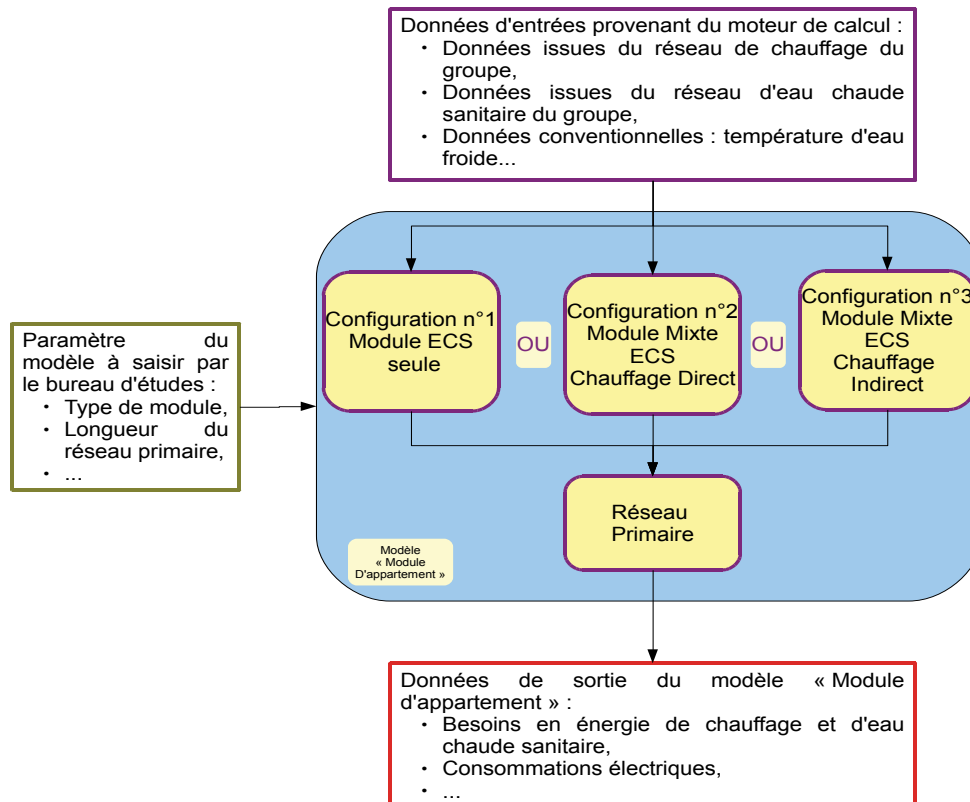 Données d'entrées provenant du moteur de calcul :
· Données issues du réseau de chauffage du
groupe,
· Données issues du réseau d'eau chaude
sanitaire du groupe,
· Données conventionnelles : température d'eau
froide...
Paramètre du
modèle à saisir par
le bureau d'études :
· Type de module,
· Longueur du
réseau primaire,
· ...
Configuration n°1
Module ECS
seule
OU
Configuration n°2
Module Mixte
ECS
Chauffage Direct
OU
Configuration n°3
Module Mixte
ECS
Chauffage
Indirect
Réseau
Primaire
Modèle
« Module
D'appartement »
Données de sortie du modèle « Module
d'appartement » :
· Besoins en énergie de chauffage et d'eau
chaude sanitaire,
· Consommations électriques,
· ...